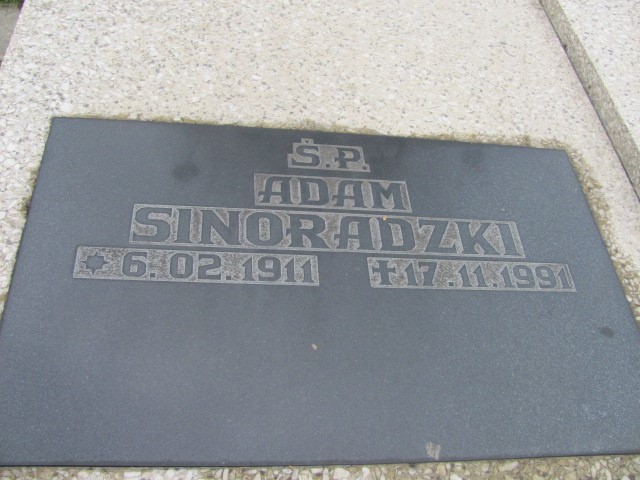 Ś.P.
ADAM
SINORADZKI
* 6.02.1911 † 17.11.1991